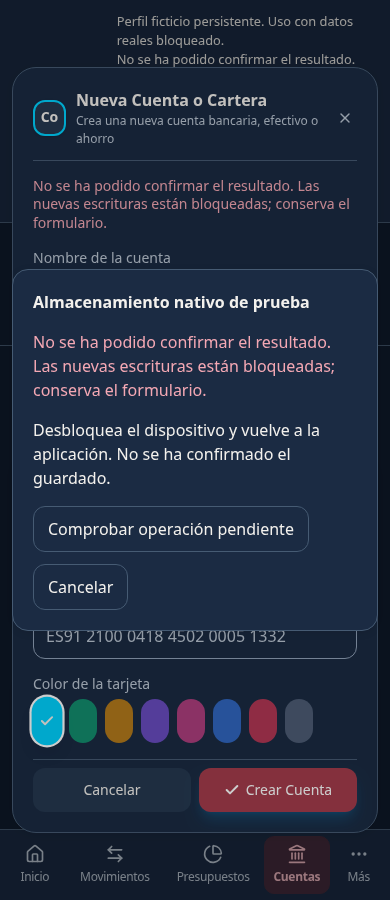 Perfil ficticio persistente. Uso con datos
reales bloqueado.
No se ha podido confirmar el resultado.
Co
Nueva Cuenta o Cartera
Crea una nueva cuenta bancaria, efectivo o
ahorro
No se ha podido confirmar el resultado. Las
nuevas escrituras están bloqueadas; conserva el
formulario.
Nombre de la cuenta
Almacenamiento nativo de prueba
No se ha podido confirmar el resultado.
Las nuevas escrituras están bloqueadas;
conserva el formulario.
Desbloquea el dispositivo y vuelve a la
aplicación. No se ha confirmado el
guardado.
Comprobar operación pendiente
Cancelar
ES91 2100 0418 4502 0005 1332
Color de la tarjeta
Cancelar
Crear Cuenta
Inicio
Movimientos
Presupuestos
Cuentas
Más